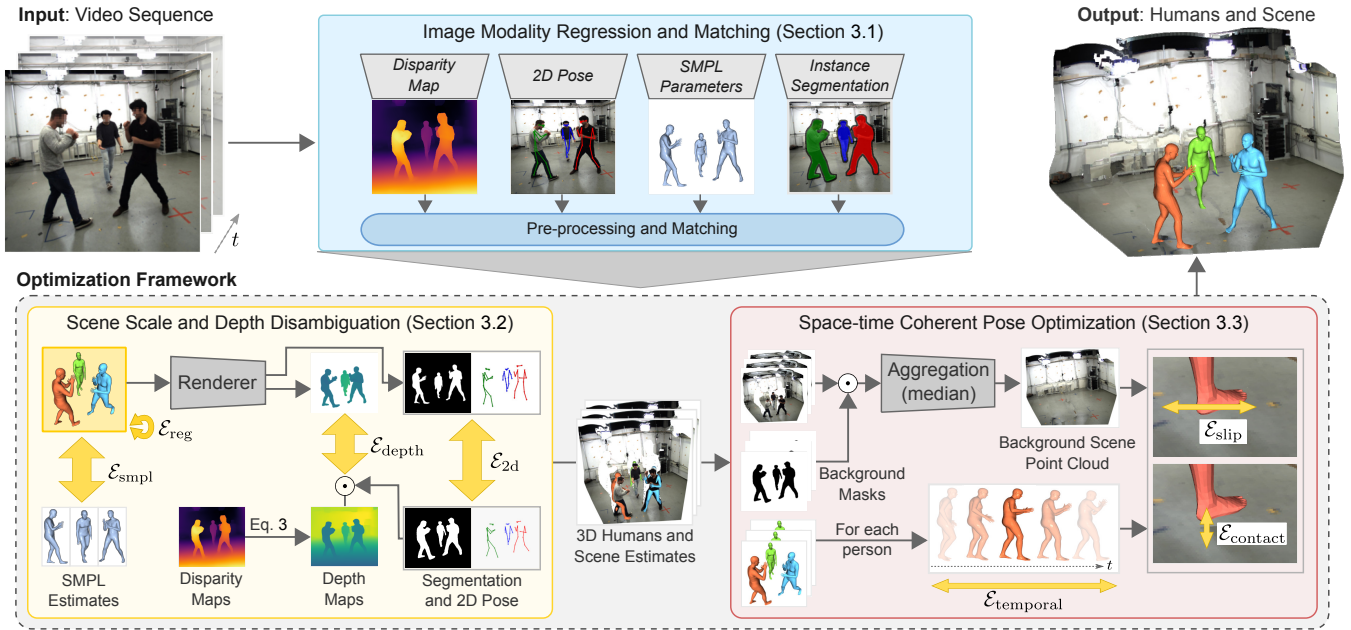 Input: Video Sequence
t
Image Modality Regression and Matching (Section 3.1)
Disparity
Map
2D Pose
SMPL
Parameters
Instance
Segmentation
Pre-processing and Matching
Output: Humans and Scene
Optimization Framework
Scene Scale and Depth Disambiguation (Section 3.2)
Renderer
ℰreg
ℰsmpl
ℰdepth
ℰ2d
Eq. 3
SMPL
Estimates
Disparity
Maps
Depth
Maps
Segmentation
and 2D Pose
3D Humans and
Scene Estimates
Space-time Coherent Pose Optimization (Section 3.3)
Aggregation
(median)
Background
Masks
Background Scene
Point Cloud
For each
person
t
ℰtemporal
ℰslip
ℰcontact